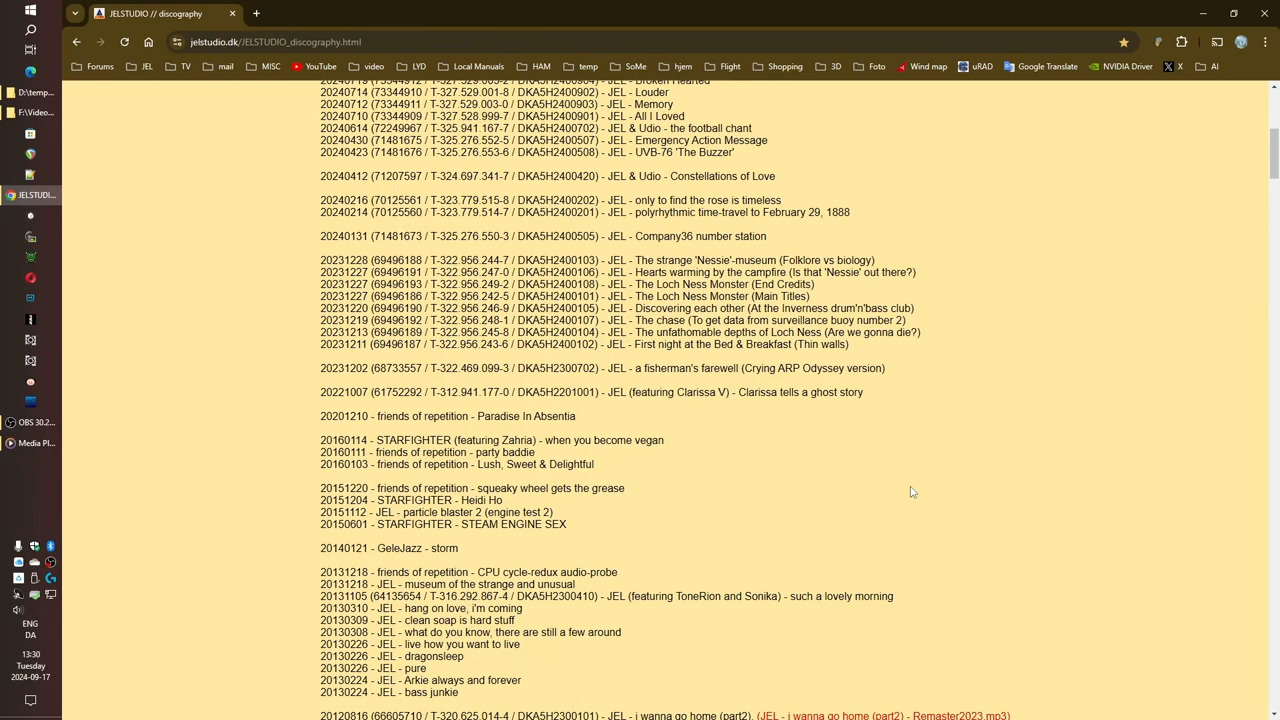 JELSTUDIO // discography
jelstudio.dk/JELSTUDIO_discography.html
Forums JEL TV mail MISC YouTube video LYD Local Manuals HAM temp SoMe hjem Flight Shopping 3D Foto Wind map uRAD Google Translate NVIDIA Driver X AI
20240714 (73344910 / T-327.529.001-8 / DKA5H2400902) - JEL - Louder
20240712 (73344911 / T-327.529.003-0 / DKA5H2400903) - JEL - Memory
20240710 (73344909 / T-327.528.999-7 / DKA5H2400901) - JEL - All I Loved
20240614 (72249967 / T-325.941.167-7 / DKA5H2400702) - JEL & Udio - the football chant
20240430 (71481675 / T-325.276.552-5 / DKA5H2400507) - JEL - Emergency Action Message
20240423 (71481676 / T-325.276.553-6 / DKA5H2400508) - JEL - UVB-76 'The Buzzer'
20240412 (71207597 / T-324.697.341-7 / DKA5H2400420) - JEL & Udio - Constellations of Love
20240216 (70125561 / T-323.779.515-8 / DKA5H2400202) - JEL - only to find the rose is timeless
20240214 (70125560 / T-323.779.514-7 / DKA5H2400201) - JEL - polyrhythmic time-travel to February 29, 1888
20240131 (71481673 / T-325.276.550-3 / DKA5H2400505) - JEL - Company36 number station
20231228 (69496188 / T-322.956.244-7 / DKA5H2400103) - JEL - The strange 'Nessie'-museum (Folklore vs biology)
20231227 (69496191 / T-322.956.247-0 / DKA5H2400106) - JEL - Hearts warming by the campfire (Is that 'Nessie' out there?)
20231227 (69496193 / T-322.956.249-2 / DKA5H2400108) - JEL - The Loch Ness Monster (End Credits)
20231227 (69496186 / T-322.956.242-5 / DKA5H2400101) - JEL - The Loch Ness Monster (Main Titles)
20231220 (69496190 / T-322.956.246-9 / DKA5H2400105) - JEL - Discovering each other (At the Inverness drum'n'bass club)
20231219 (69496192 / T-322.956.248-1 / DKA5H2400107) - JEL - The chase (To get data from surveillance buoy number 2)
20231213 (69496189 / T-322.956.245-8 / DKA5H2400104) - JEL - The unfathomable depths of Loch Ness (Are we gonna die?)
20231211 (69496187 / T-322.956.243-6 / DKA5H2400102) - JEL - First night at the Bed & Breakfast (Thin walls)
20231202 (68733557 / T-322.469.099-3 / DKA5H2300702) - JEL - a fisherman's farewell (Crying ARP Odyssey version)
20221007 (61752292 / T-312.941.177-0 / DKA5H2201001) - JEL (featuring Clarissa V) - Clarissa tells a ghost story
20201210 - friends of repetition - Paradise In Absentia
20160114 - STARFIGHTER (featuring Zahria) - when you become vegan
20160111 - friends of repetition - party baddie
20160103 - friends of repetition - Lush, Sweet & Delightful
20151220 - friends of repetition - squeaky wheel gets the grease
20151204 - STARFIGHTER - Heidi Ho
20151112 - JEL - particle blaster 2 (engine test 2)
20150601 - STARFIGHTER - STEAM ENGINE SEX
20140121 - GeleJazz - storm
20131218 - friends of repetition - CPU cycle-redux audio-probe
20131218 - JEL - museum of the strange and unusual
20131105 (64135654 / T-316.292.867-4 / DKA5H2300410) - JEL (featuring ToneRion and Sonika) - such a lovely morning
20130310 - JEL - hang on love, i'm coming
20130309 - JEL - clean soap is hard stuff
20130308 - JEL - what do you know, there are still a few around
20130226 - JEL - live how you want to live
20130226 - JEL - dragonsleep
20130226 - JEL - pure
20130224 - JEL - Arkie always and forever
20130224 - JEL - bass junkie
20120816 (66605710 / T-320.625.014-4 / DKA5H2300101) - JEL - i wanna go home (part2), (JEL - i wanna go home (part2) - Remaster2023.mp3)
D:\temp...
F:\Video...
JELSTUDI...
OBS 30.2...
Media Pl...
ENG
DA
13:30
Tuesday
2024-09-17